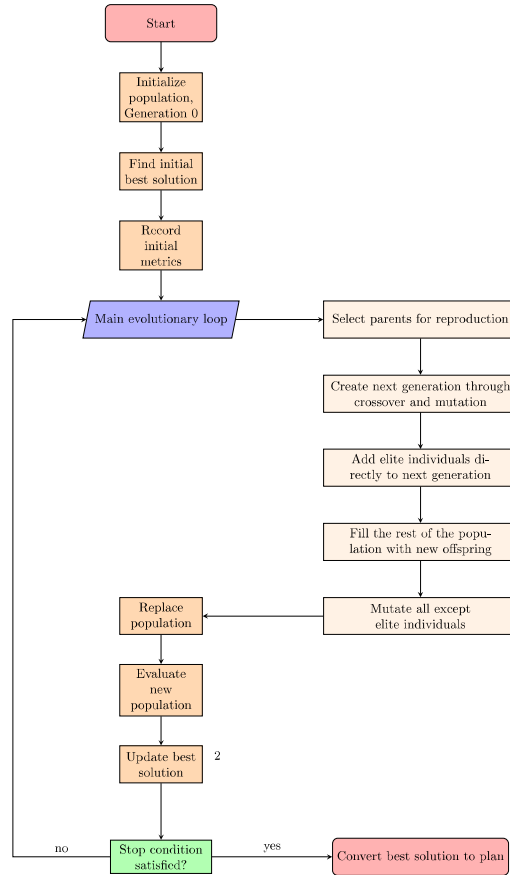 Start
Initialize
population,
Generation 0
Find initial
best solution
Record
initial
metrics
Main evolutionary loop
Select parents for reproduction
Create next generation through
crossover and mutation
Add elite individuals di-
rectly to next generation
Fill the rest of the popu-
lation with new offspring
Mutate all except
elite individuals
Replace
population
Evaluate
new
population
Update best
solution
2
Stop condition
satisfied?
no
yes
Convert best solution to plan